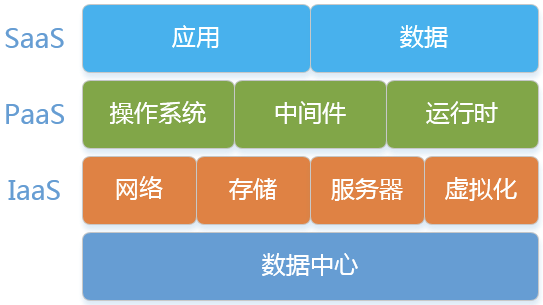 SaaS 应用 数据
PaaS 操作系统 中间件 运行时
IaaS 网络 存储 服务器 虚拟化
数据中心